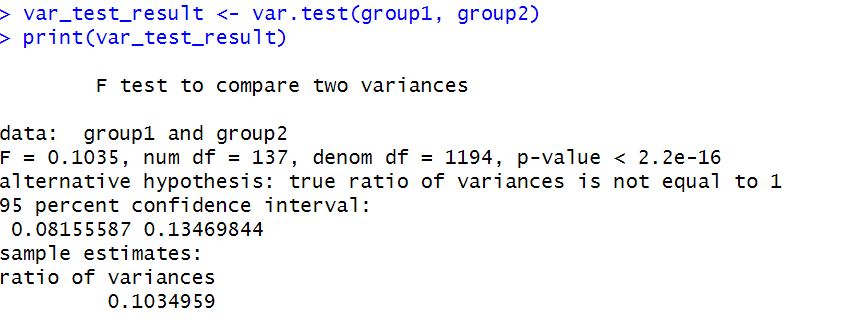 > var_test_result <- var.test(group1, group2)
> print(var_test_result)
F test to compare two variances
data:  group1 and group2
F = 0.1035, num df = 137, denom df = 1194, p-value < 2.2e-16
alternative hypothesis: true ratio of variances is not equal to 1
95 percent confidence interval:
0.08155587 0.13469844
sample estimates:
ratio of variances
0.1034959